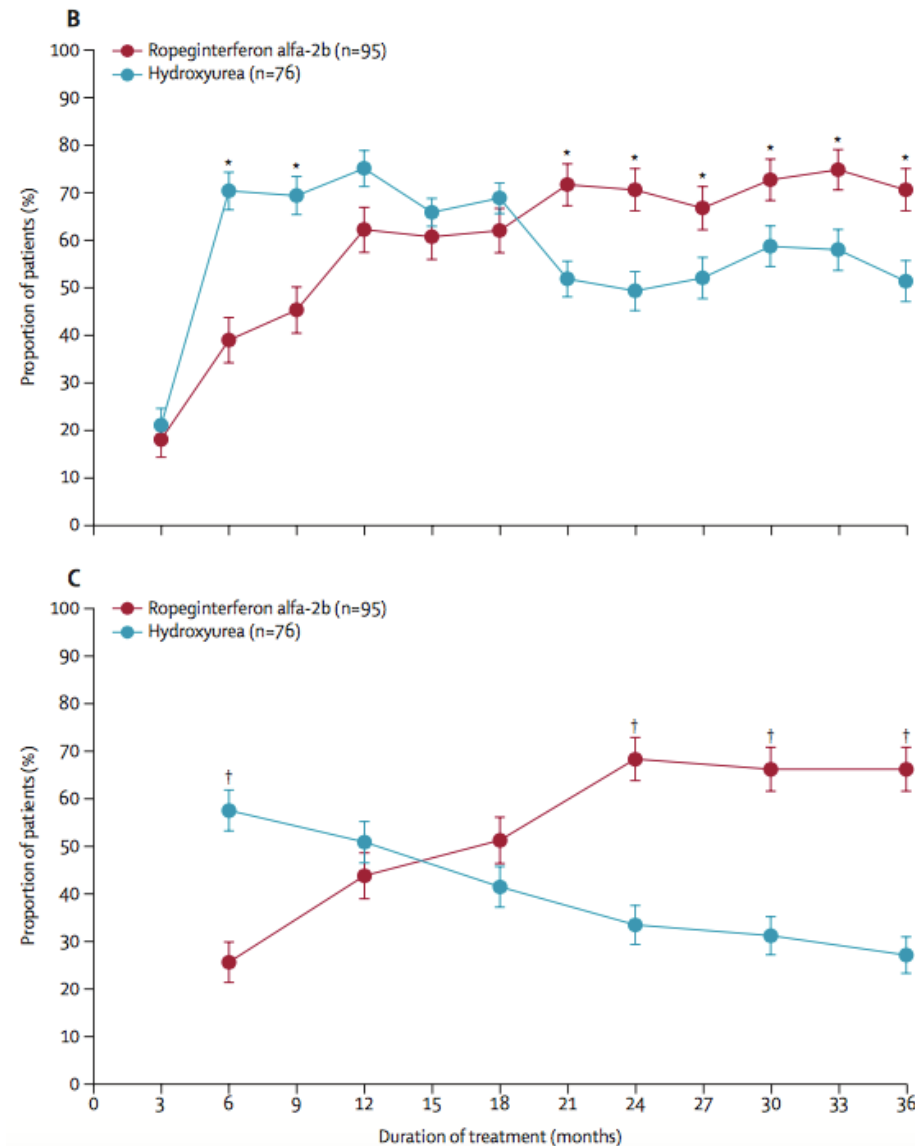 B
Ropeginterferon alfa-2b (n=95)
Hydroxyurea (n=76)
Proportion of patients (%)
100
90
80
70
60
50
40
30
20
10
0
* * * * * * * *
C
Ropeginterferon alfa-2b (n=95)
Hydroxyurea (n=76)
Proportion of patients (%)
100
90
80
70
60
50
40
30
20
10
0
† † † †
0 3 6 9 12 15 18 21 24 27 30 33 36
Duration of treatment (months)